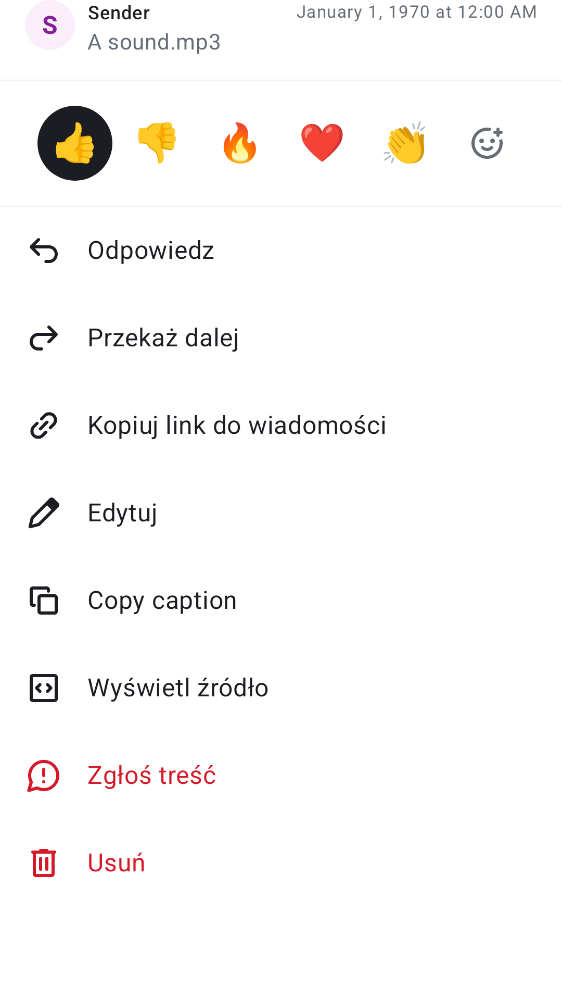 S
Sender
January 1, 1970 at 12:00 AM
A sound.mp3
Odpowiedz
Przekaż dalej
Kopiuj link do wiadomości
Edytuj
Copy caption
Wyświetl źródło
Zgłoś treść
Usuń